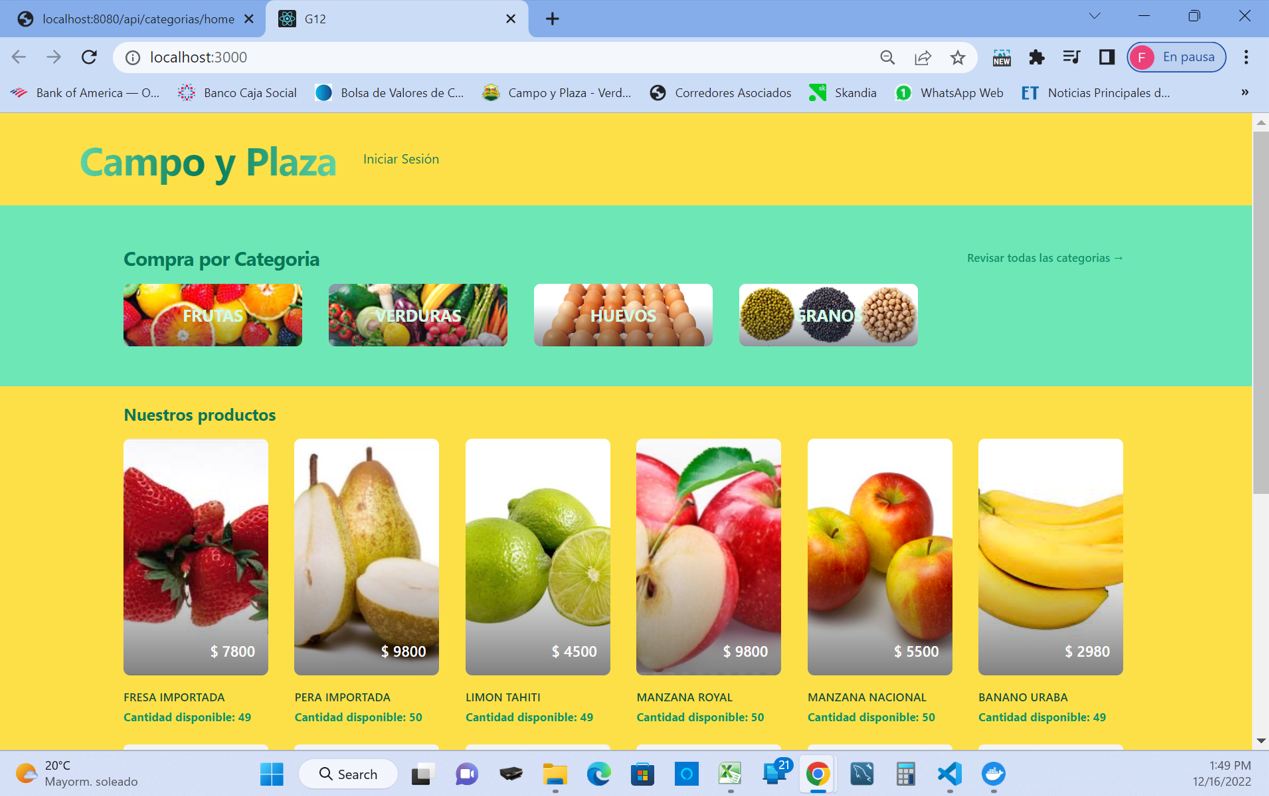 localhost:8080/api/categorias/home
G12
localhost:3000
NEW
F
En pausa
Bank of America — O...
Banco Caja Social
Bolsa de Valores de C...
Campo y Plaza - Verd...
Corredores Asociados
sk
Skandia
1
WhatsApp Web
ET
Noticias Principales d...
»
Campo y Plaza
Iniciar Sesión
Compra por Categoria
Revisar todas las categorias →
FRUTAS
VERDURAS
HUEVOS
GRANOS
Nuestros productos
$ 7800
$ 9800
$ 4500
$ 9800
$ 5500
$ 2980
FRESA IMPORTADA
PERA IMPORTADA
LIMON TAHITI
MANZANA ROYAL
MANZANA NACIONAL
BANANO URABA
Cantidad disponible: 49
Cantidad disponible: 50
Cantidad disponible: 49
Cantidad disponible: 50
Cantidad disponible: 50
Cantidad disponible: 49
20°C
Mayorm. soleado
Search
21
1:49 PM
12/16/2022